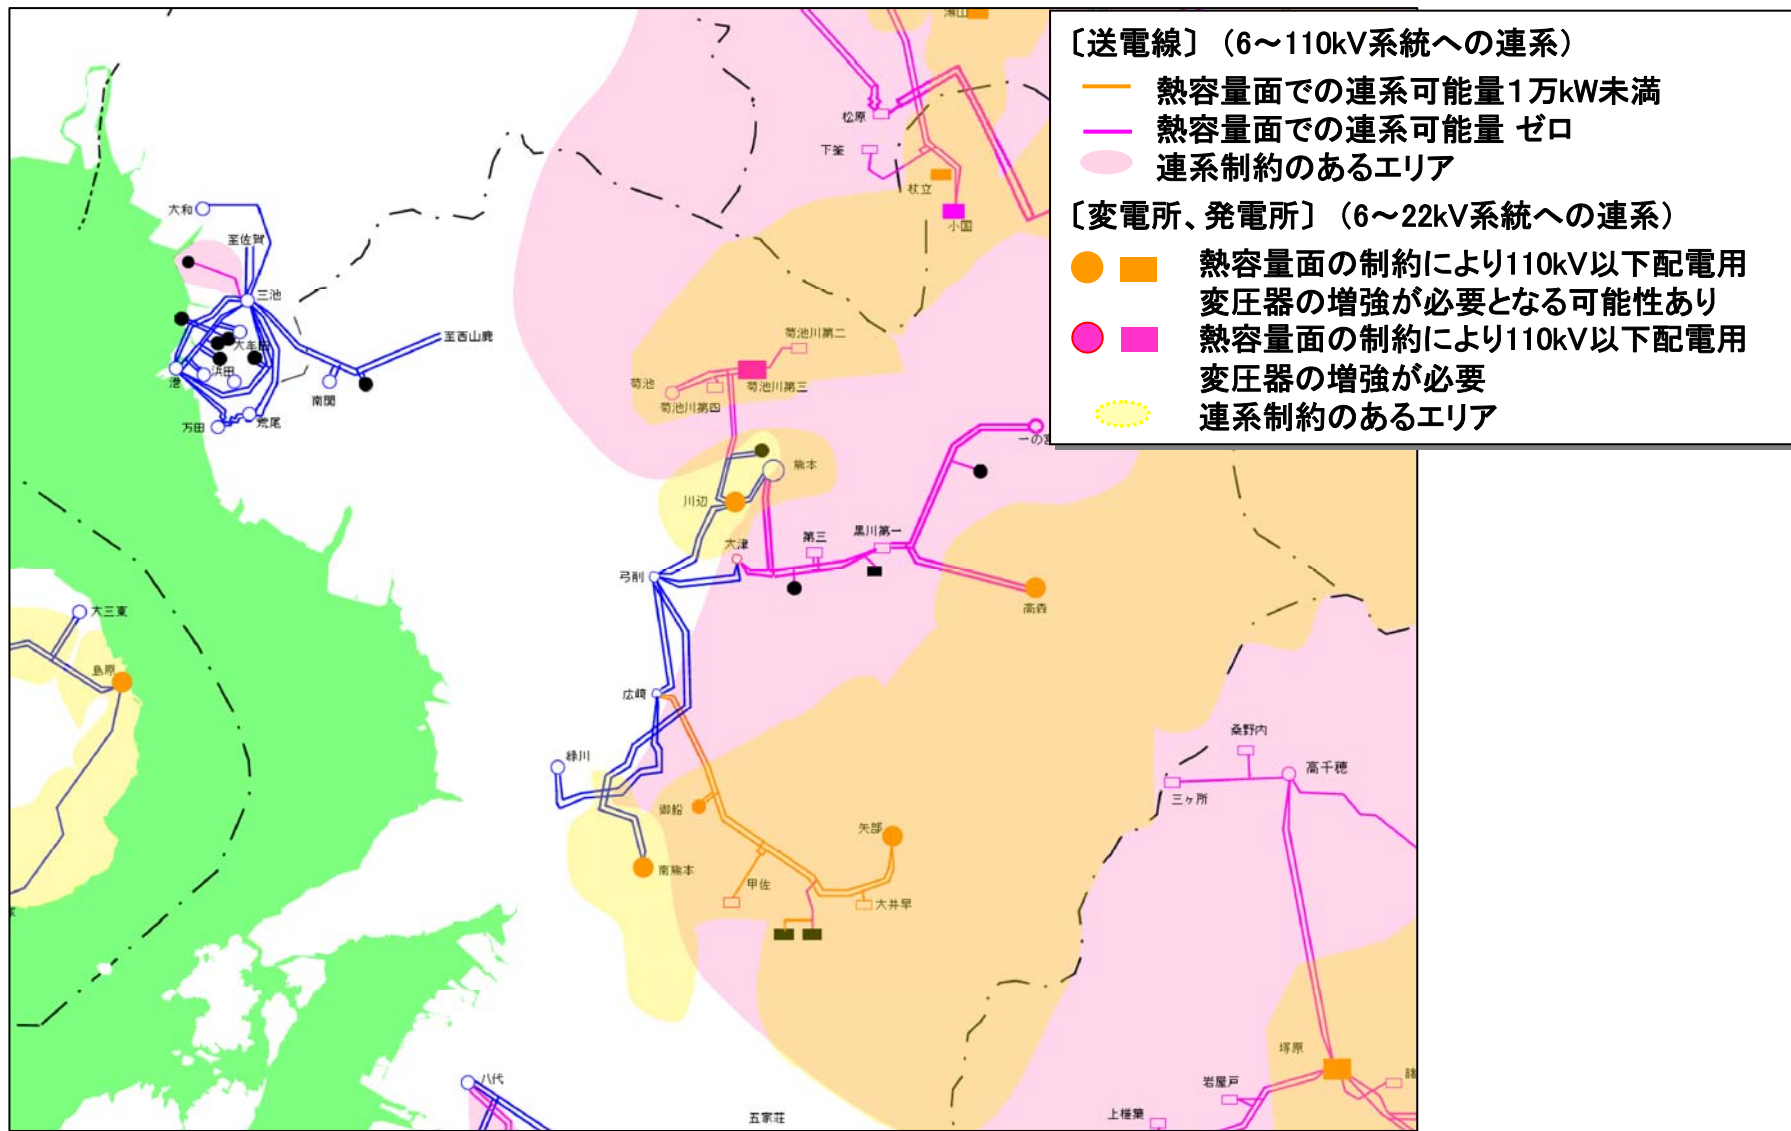 〔送電線〕（6～110kV系統への連系）
熱容量面での連系可能量1万kW未満
熱容量面での連系可能量 ゼロ
連系制約のあるエリア
〔変電所、発電所〕（6～22kV系統への連系）
熱容量面の制約により110kV以下配電用
変圧器の増強が必要となる可能性あり
熱容量面の制約により110kV以下配電用
変圧器の増強が必要
連系制約のあるエリア
松原
下筌
杖立
小国
大和
至佐賀
三池
至西山鹿
大牟田
港
浜田
南関
万田
荒尾
菊池川第二
菊池
菊池川第三
菊池川第四
一の宮
熊本
川辺
大津
第三
黒川第一
弓削
高森
大三東
島原
広崎
緑川
御船
矢部
南熊本
甲佐
大井早
桑野内
高千穂
三ヶ所
塚原
岩屋戸
上椎葉
八代
五家荘